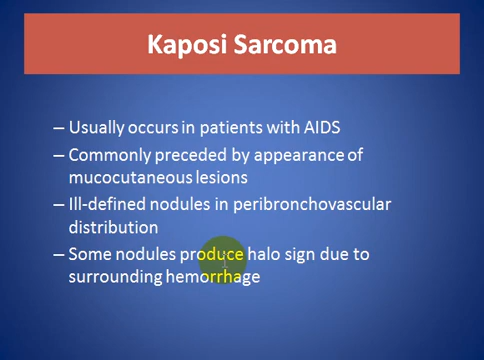 Kaposi Sarcoma
– Usually occurs in patients with AIDS
– Commonly preceded by appearance of
mucocutaneous lesions
– Ill-defined nodules in peribronchovascular
distribution
– Some nodules produce halo sign due to
surrounding hemorrhage